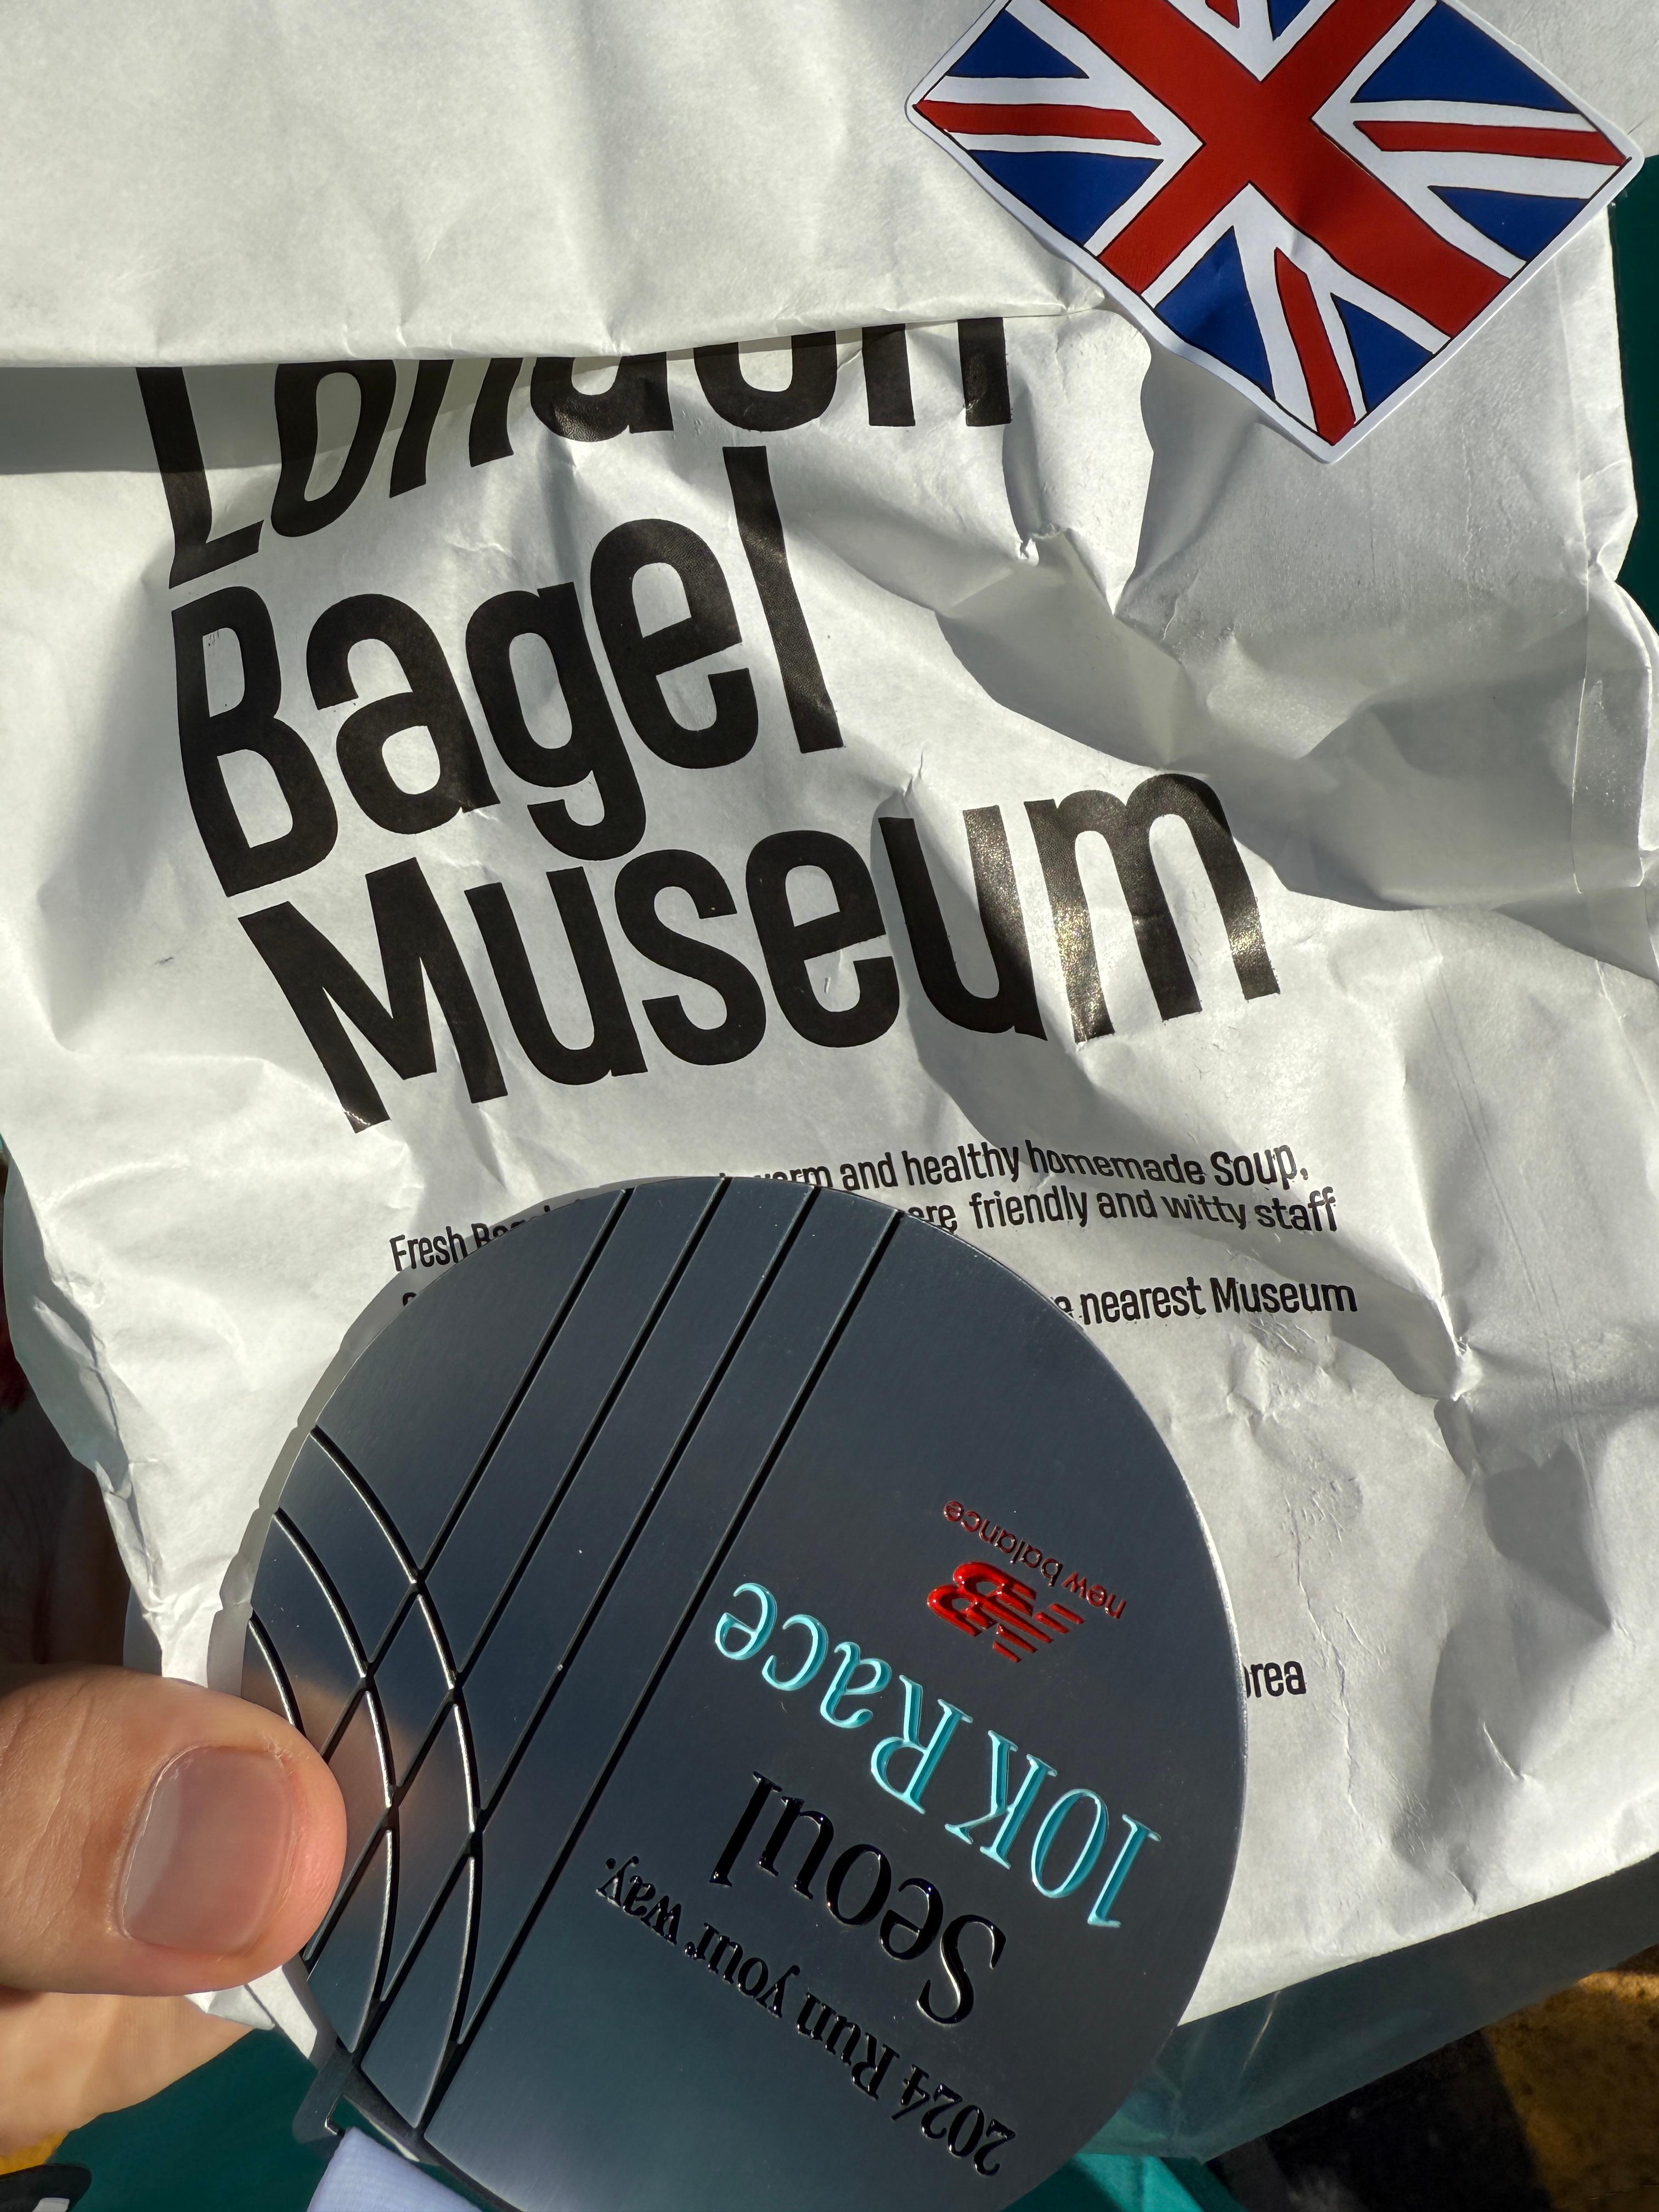 London
Bagel
Museum
warm and healthy homemade Soup,
Fresh friendly and witty staff
nearest Museum
2024 Run your way.
Seoul
10K Race
new balance